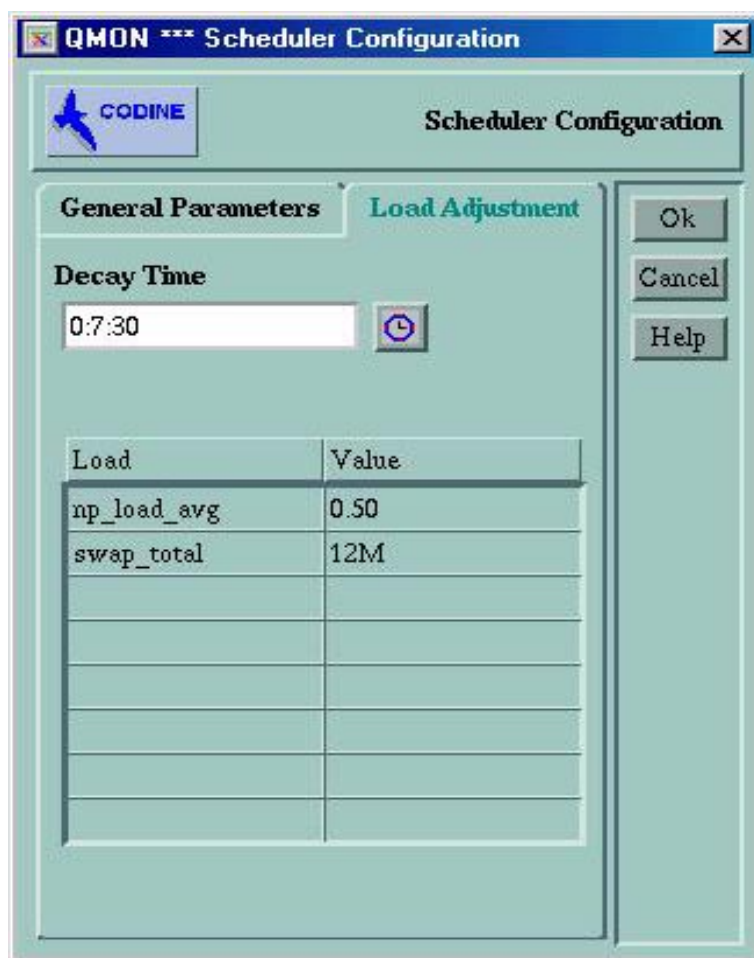 QMON *** Scheduler Configuration
CODINE
Scheduler Configuration
General Parameters
Load Adjustment
Ok
Cancel
Help
Decay Time
0:7:30
Load Value
np_load_avg 0.50
swap_total 12M